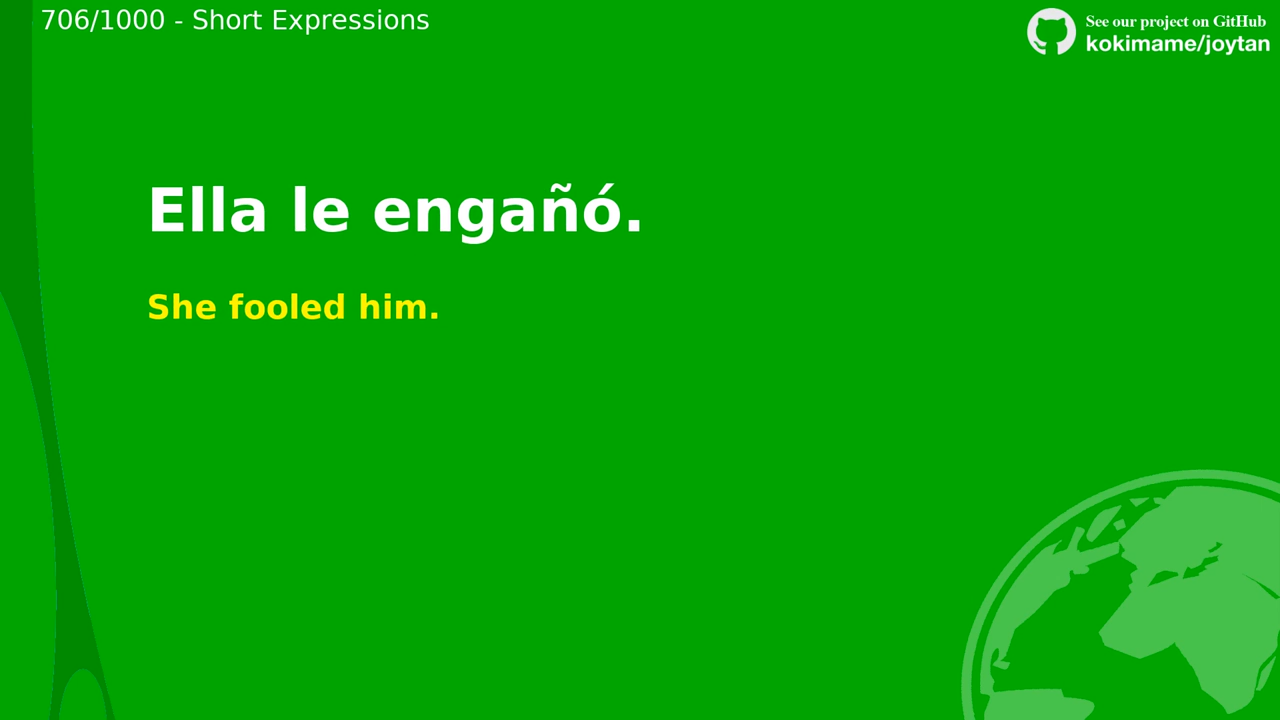 706/1000 - Short Expressions
See our project on GitHub
kokimame/joytan
Ella le engañó.
She fooled him.